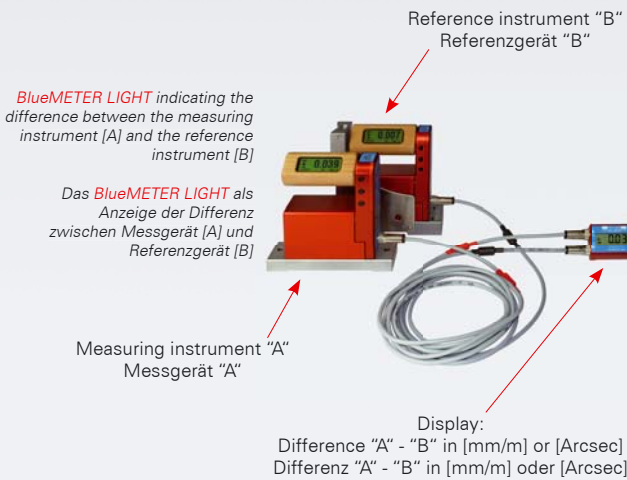 Reference instrument “B“
Referenzgerät “B“
BlueMETER LIGHT indicating the
difference between the measuring
instrument [A] and the reference
instrument [B]
Das BlueMETER LIGHT als
Anzeige der Differenz
zwischen Messgerät [A] und
Referenzgerät [B]
0.007
0.039
Measuring instrument “A“
Messgerät “A“
Display:
Difference “A“ - “B“ in [mm/m] or [Arcsec]
Differenz “A“ - “B“ in [mm/m] oder [Arcsec]